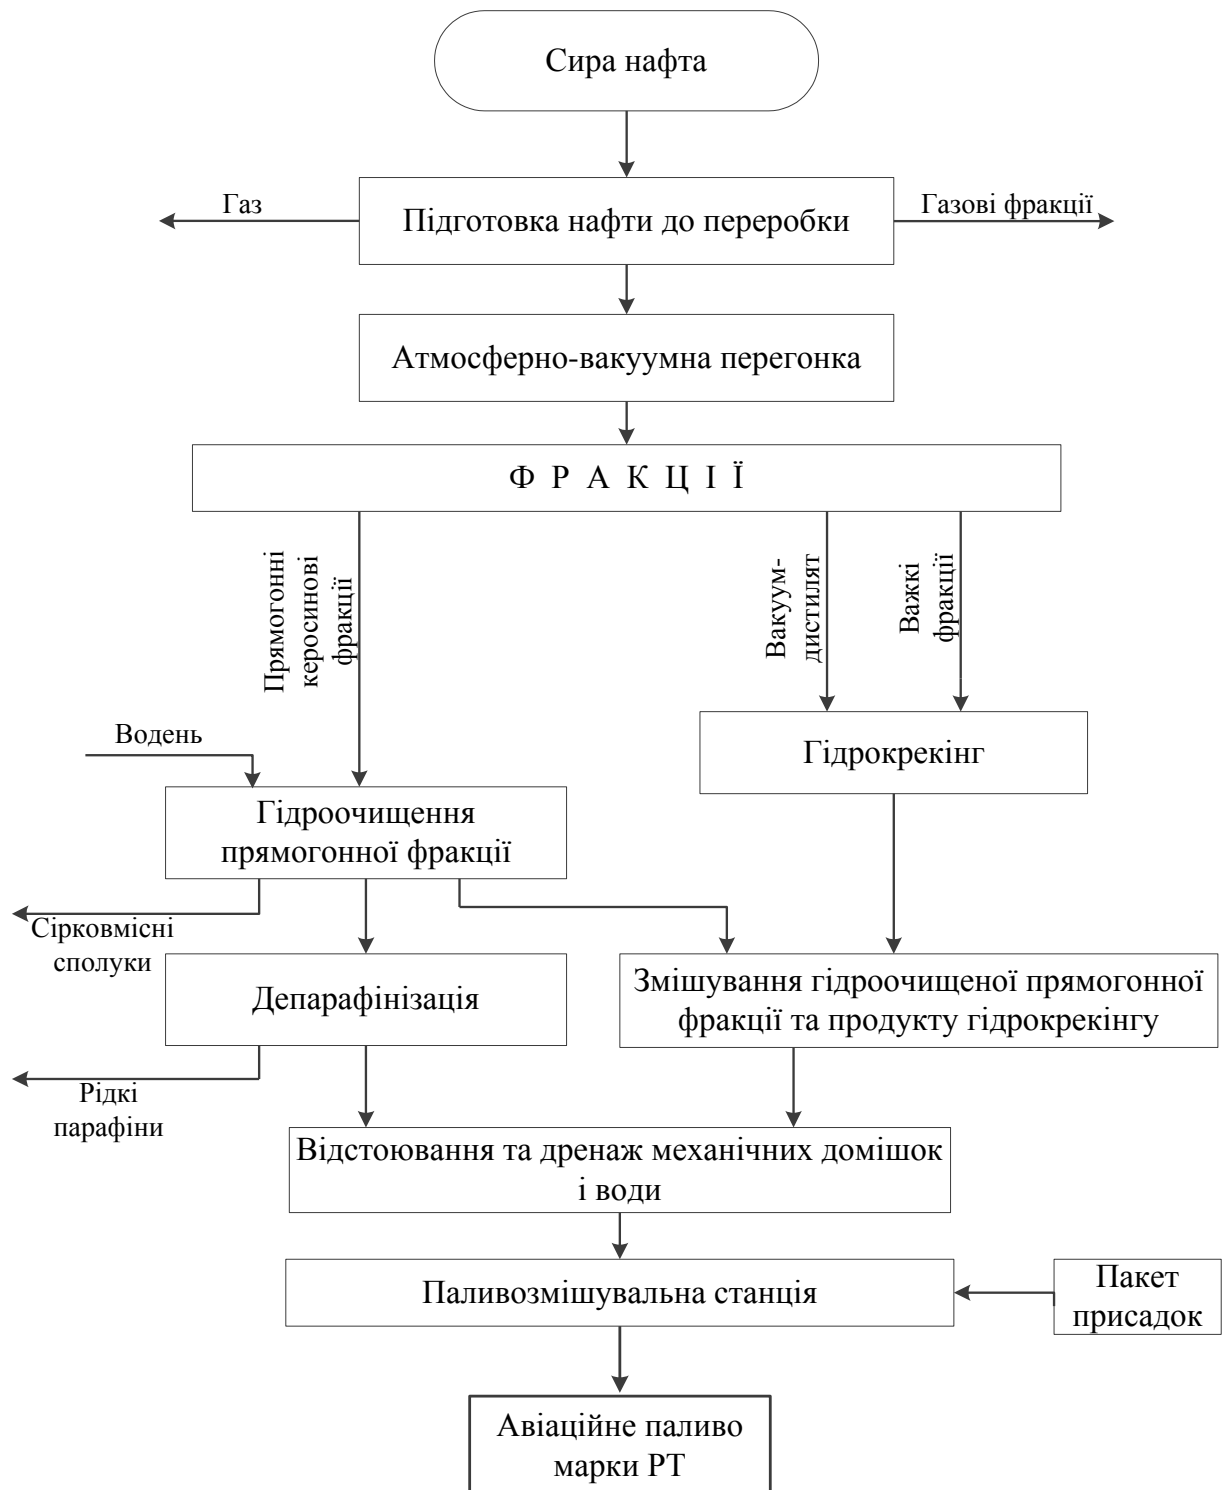 Сира нафта
Газ
Підготовка нафти до переробки
Газові фракції
Атмосферно-вакуумна перегонка
Ф Р А К Ц І Ї
Прямогонні
керосинові
фракції
Вакуум-
дистилят
Важкі
фракції
Водень
Гідрокрекінг
Гідроочищення
прямогонної фракції
Сірковмісні
сполуки
Депарафінізація
Змішування гідроочищеної прямогонної
фракції та продукту гідрокрекінгу
Рідкі
парафіни
Відстоювання та дренаж механічних домішок
і води
Паливозмішувальна станція
Пакет
присадок
Авіаційне паливо
марки РТ